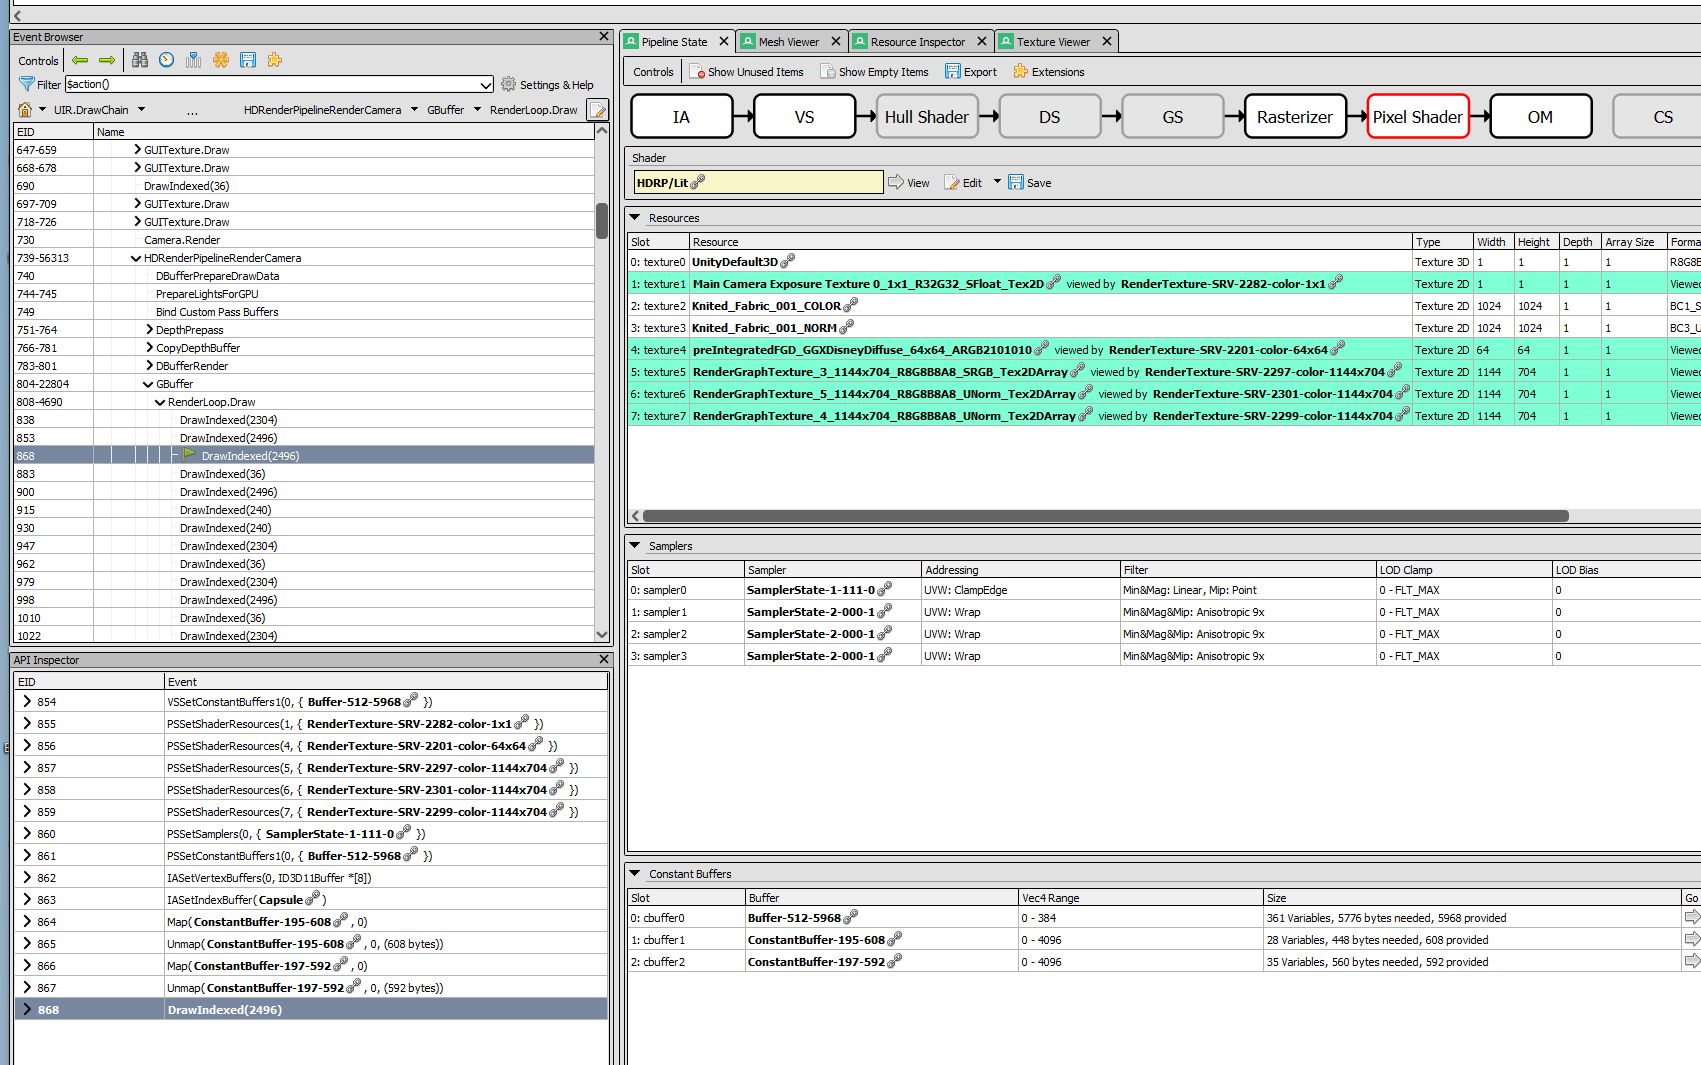 Event Browser
Controls
Filter $action() Settings & Help
UIR.DrawChain ... HDRenderPipelineRenderCamera GBuffer RenderLoop.Draw
EID Name
647-659 GUITexture.Draw
668-678 GUITexture.Draw
690 DrawIndexed(36)
697-709 GUITexture.Draw
718-726 GUITexture.Draw
730 Camera.Render
739-56313 HDRenderPipelineRenderCamera
740 DBufferPrepareDrawData
744-745 PrepareLightsForGPU
749 Bind Custom Pass Buffers
751-764 DepthPrepass
766-781 CopyDepthBuffer
783-801 DBufferRender
804-22804 GBuffer
808-4690 RenderLoop.Draw
838 DrawIndexed(2304)
853 DrawIndexed(2496)
868 DrawIndexed(2496)
883 DrawIndexed(36)
900 DrawIndexed(2496)
915 DrawIndexed(240)
930 DrawIndexed(240)
947 DrawIndexed(2304)
962 DrawIndexed(36)
979 DrawIndexed(2304)
998 DrawIndexed(2496)
1010 DrawIndexed(36)
1022 DrawIndexed(2304)
API Inspector
EID Event
854 VSSetConstantBuffers1(0, { Buffer-512-5968 })
855 PSSetShaderResources(1, { RenderTexture-SRV-2282-color-1x1 })
856 PSSetShaderResources(4, { RenderTexture-SRV-2201-color-64x64 })
857 PSSetShaderResources(5, { RenderTexture-SRV-2297-color-1144x704 })
858 PSSetShaderResources(6, { RenderTexture-SRV-2301-color-1144x704 })
859 PSSetShaderResources(7, { RenderTexture-SRV-2299-color-1144x704 })
860 PSSetSamplers(0, { SamplerState-1-111-0 })
861 PSSetConstantBuffers1(0, { Buffer-512-5968 })
862 IASetVertexBuffers(0, ID3D11Buffer *[8])
863 IASetIndexBuffer( Capsule )
864 Map( ConstantBuffer-195-608 , 0)
865 Unmap( ConstantBuffer-195-608 , 0, (608 bytes))
866 Map( ConstantBuffer-197-592 , 0)
867 Unmap( ConstantBuffer-197-592 , 0, (592 bytes))
868 DrawIndexed(2496)
Pipeline State Mesh Viewer Resource Inspector Texture Viewer
Controls Show Unused Items Show Empty Items Export Extensions
IA VS Hull Shader DS GS Rasterizer Pixel Shader OM CS
Shader
HDRP/Lit View Edit Save
Resources
Slot Resource Type Width Height Depth Array Size Forma
0: texture0 UnityDefault3D Texture 3D 1 1 1 1 R8G8B
1: texture1 Main Camera Exposure Texture 0_1x1_R32G32_SFloat_Tex2D viewed by RenderTexture-SRV-2282-color-1x1 Texture 2D 1 1 1 1 Viewed
2: texture2 Knited_Fabric_001_COLOR Texture 2D 1024 1024 1 1 BC1_S
3: texture3 Knited_Fabric_001_NORM Texture 2D 1024 1024 1 1 BC3_U
4: texture4 preIntegratedFGD_GGXDisneyDiffuse_64x64_ARGB2101010 viewed by RenderTexture-SRV-2201-color-64x64 Texture 2D 64 64 1 1 Viewed
5: texture5 RenderGraphTexture_3_1144x704_R8G8B8A8_SRGB_Tex2DArray viewed by RenderTexture-SRV-2297-color-1144x704 Texture 2D 1144 704 1 1 Viewed
6: texture6 RenderGraphTexture_5_1144x704_R8G8B8A8_UNorm_Tex2DArray viewed by RenderTexture-SRV-2301-color-1144x704 Texture 2D 1144 704 1 1 Viewed
7: texture7 RenderGraphTexture_4_1144x704_R8G8B8A8_UNorm_Tex2DArray viewed by RenderTexture-SRV-2299-color-1144x704 Texture 2D 1144 704 1 1 Viewed
Samplers
Slot Sampler Addressing Filter LOD Clamp LOD Bias
0: sampler0 SamplerState-1-111-0 UVW: ClampEdge Min&Mag: Linear, Mip: Point 0 - FLT_MAX 0
1: sampler1 SamplerState-2-000-1 UVW: Wrap Min&Mag&Mip: Anisotropic 9x 0 - FLT_MAX 0
2: sampler2 SamplerState-2-000-1 UVW: Wrap Min&Mag&Mip: Anisotropic 9x 0 - FLT_MAX 0
3: sampler3 SamplerState-2-000-1 UVW: Wrap Min&Mag&Mip: Anisotropic 9x 0 - FLT_MAX 0
Constant Buffers
Slot Buffer Vec4 Range Size Go
0: cbuffer0 Buffer-512-5968 0 - 384 361 Variables, 5776 bytes needed, 5968 provided
1: cbuffer1 ConstantBuffer-195-608 0 - 4096 28 Variables, 448 bytes needed, 608 provided
2: cbuffer2 ConstantBuffer-197-592 0 - 4096 35 Variables, 560 bytes needed, 592 provided